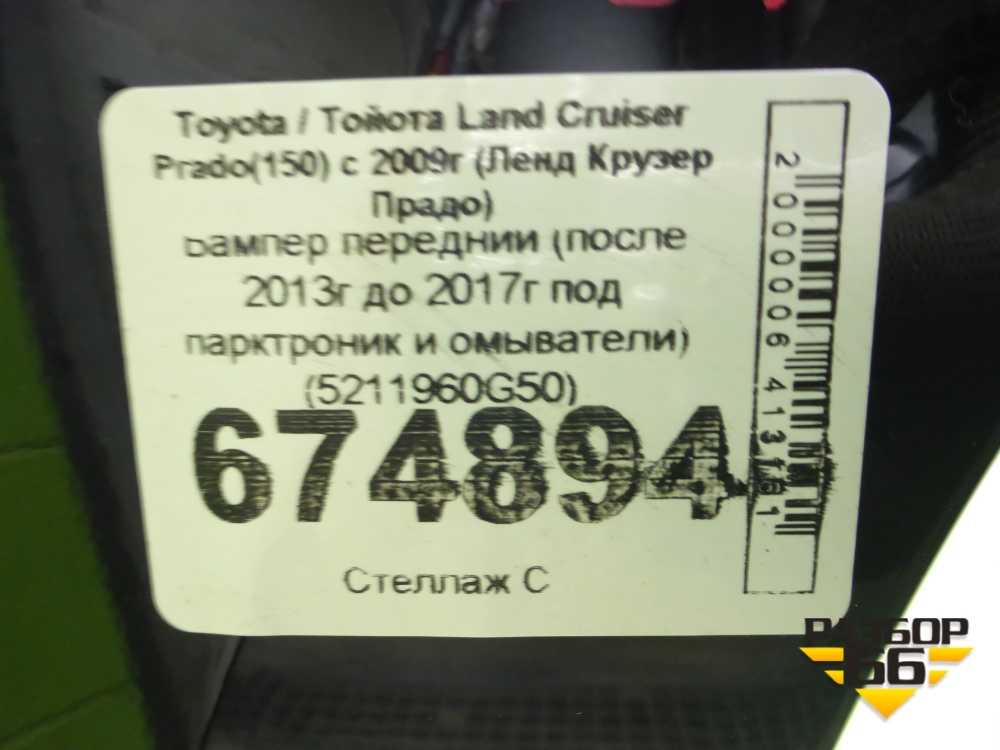 Toyota / Тойота Land Cruiser
Prado(150) с 2009г (Ленд Крузер
Прадо)
Бампер передний (после
2013г до 2017г под
парктроник и омыватели)
(5211960G50)
674894
Стеллаж С
РАЗБОР
66